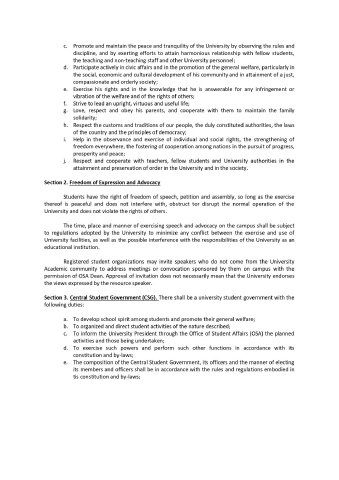 c. Promote and maintain the peace and tranquility of the University by observing the rules and
discipline, and by exerting efforts to attain harmonious relationship with fellow students,
the teaching and non-teaching staff and other University personnel;
d. Participate actively in civic affairs and in the promotion of the general welfare, particularly in
the social, economic and cultural development of his community and in attainment of a just,
compassionate and orderly society;
e. Exercise his rights and in the knowledge that he is answerable for any infringement or
vibration of the welfare and of the rights of others;
f. Strive to lead an upright, virtuous and useful life;
g. Love, respect and obey his parents, and cooperate with them to maintain the family
solidarity;
h. Respect the customs and traditions of our people, the duly constituted authorities, the laws
of the country and the principles of democracy;
i. Help in the observance and exercise of individual and social rights, the strengthening of
freedom everywhere, the fostering of cooperation among nations in the pursuit of progress,
prosperity and peace;
j. Respect and cooperate with teachers, fellow students and University authorities in the
attainment and preservation of order in the University and in the society.
Section 2. Freedom of Expression and Advocacy
Students have the right of freedom of speech, petition and assembly, so long as the exercise
thereof is peaceful and does not interfere with, obstruct or disrupt the normal operation of the
University and does not violate the rights of others.
The time, place and manner of exercising speech and advocacy on the campus shall be subject
to regulations adopted by the University to minimize any conflict between the exercise and use of
University facilities, as well as the possible interference with the responsibilities of the University as an
educational institution.
Registered student organizations may invite speakers who do not come from the University
Academic community to address meetings or convocation sponsored by them on campus with the
permission of OSA Dean. Approval of invitation does not necessarily mean that the University endorses
the views expressed by the resource speaker.
Section 3. Central Student Government (CSG). There shall be a university student government with the
following duties:
a. To develop school spirit among students and promote their general welfare;
b. To organized and direct student activities of the nature described;
c. To inform the University President through the Office of Student Affairs (OSA) the planned
activities and those being undertaken;
d. To exercise such powers and perform such other functions in accordance with its
constitution and by-laws;
e. The composition of the Central Student Government, its officers and the manner of electing
its members and officers shall be in accordance with the rules and regulations embodied in
its constitution and by-laws;